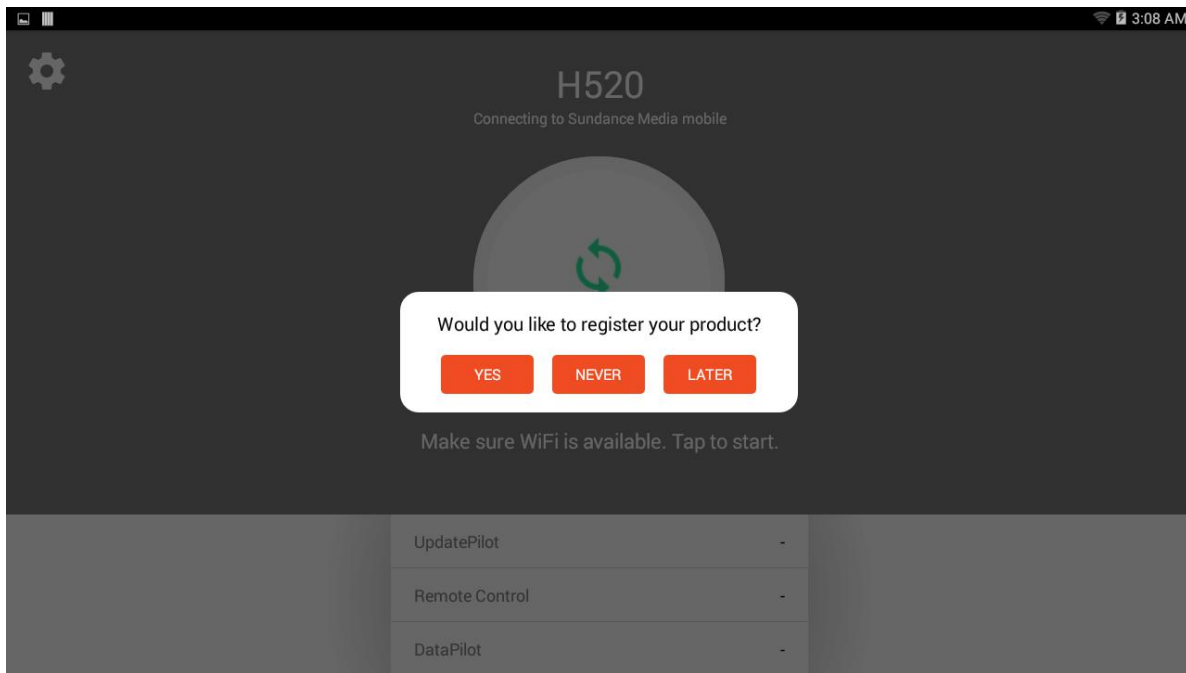 3:08 AM
H520
Connecting to Sundance Media mobile
Would you like to register your product?
YES NEVER LATER
Make sure WiFi is available. Tap to start.
UpdatePilot -
Remote Control -
DataPilot -